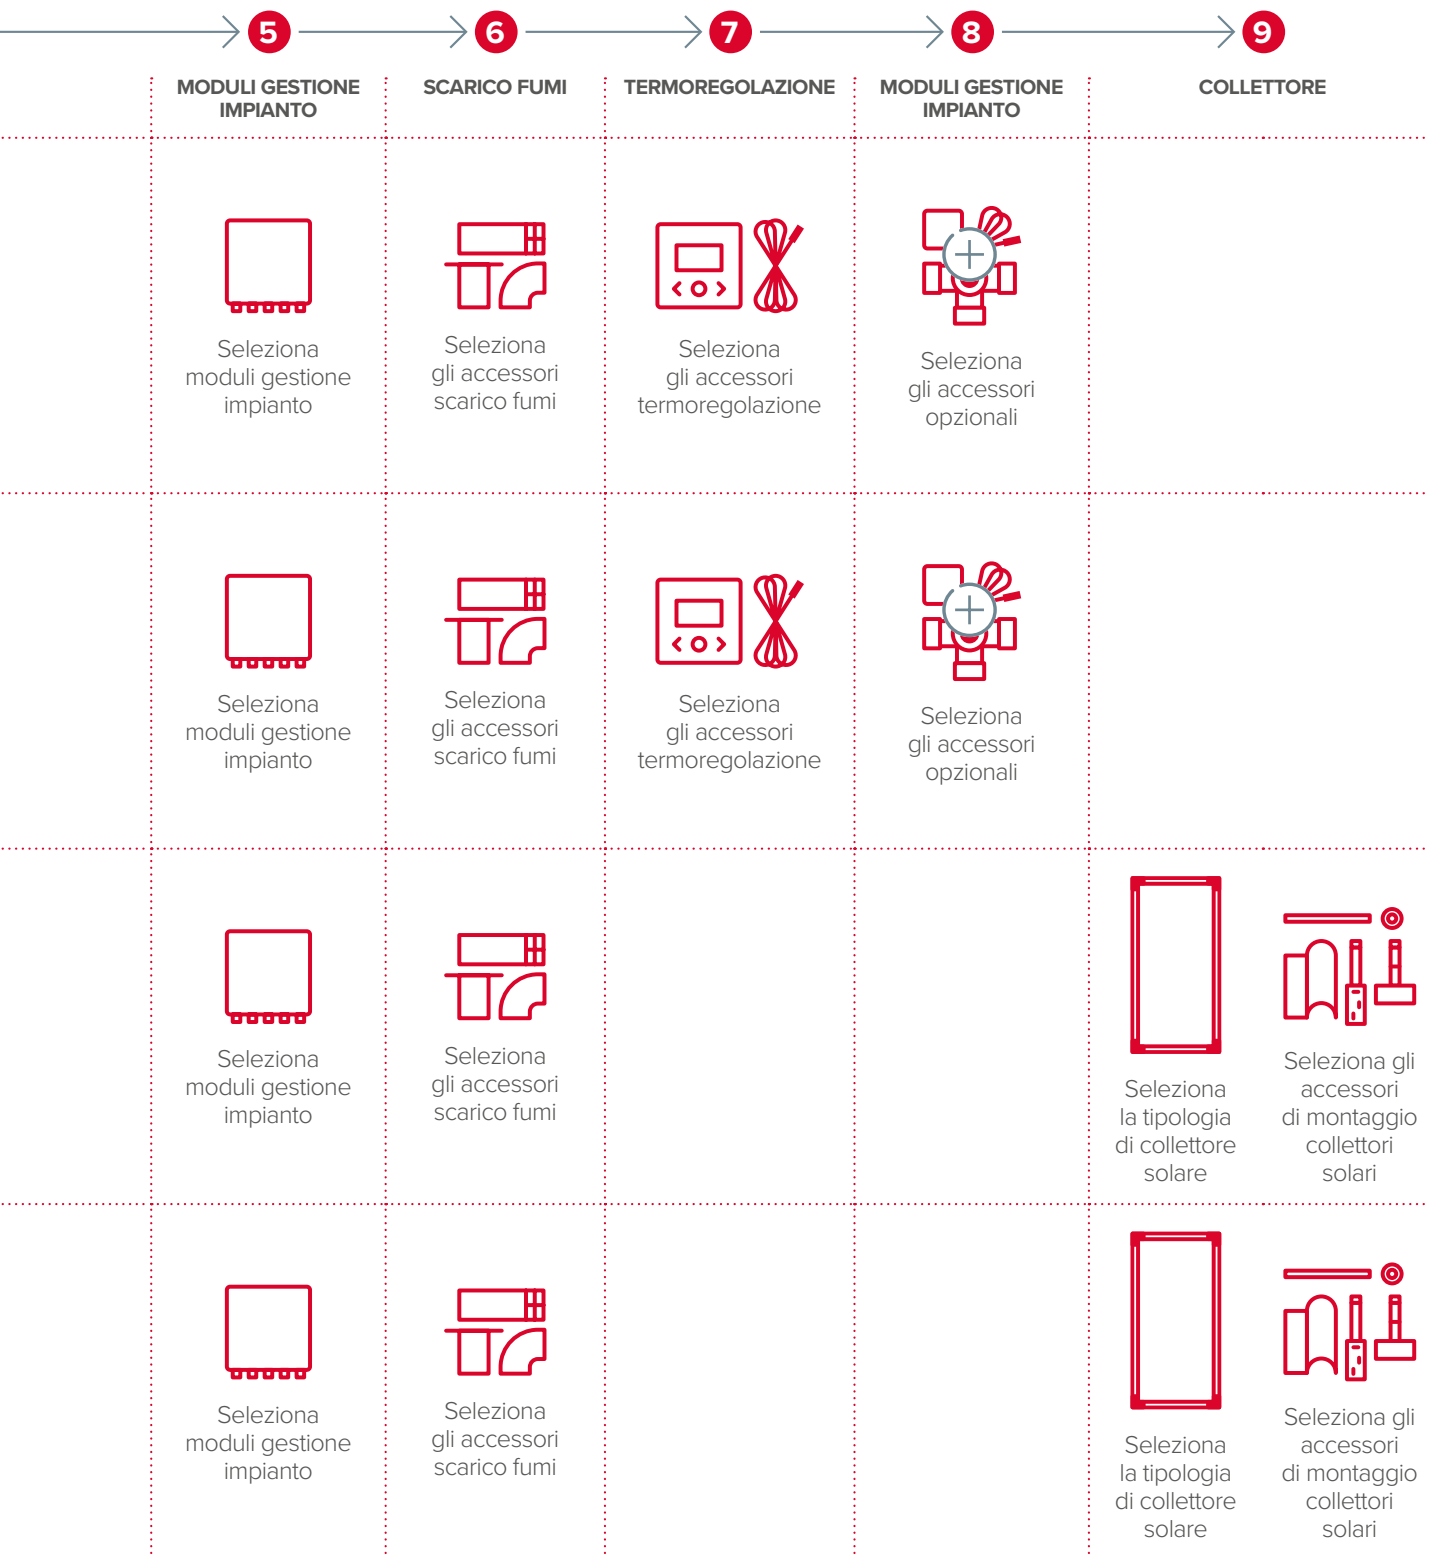 5
6
7
8
9
MODULI GESTIONE
IMPIANTO
SCARICO FUMI
TERMOREGOLAZIONE
MODULI GESTIONE
IMPIANTO
COLLETTORE
Seleziona
moduli gestione
impianto
Seleziona
gli accessori
scarico fumi
Seleziona
gli accessori
termoregolazione
Seleziona
gli accessori
opzionali
Seleziona
moduli gestione
impianto
Seleziona
gli accessori
scarico fumi
Seleziona
gli accessori
termoregolazione
Seleziona
gli accessori
opzionali
Seleziona
moduli gestione
impianto
Seleziona
gli accessori
scarico fumi
Seleziona
la tipologia
di collettore
solare
Seleziona gli
accessori
di montaggio
collettori
solari
Seleziona
moduli gestione
impianto
Seleziona
gli accessori
scarico fumi
Seleziona
la tipologia
di collettore
solare
Seleziona gli
accessori
di montaggio
collettori
solari